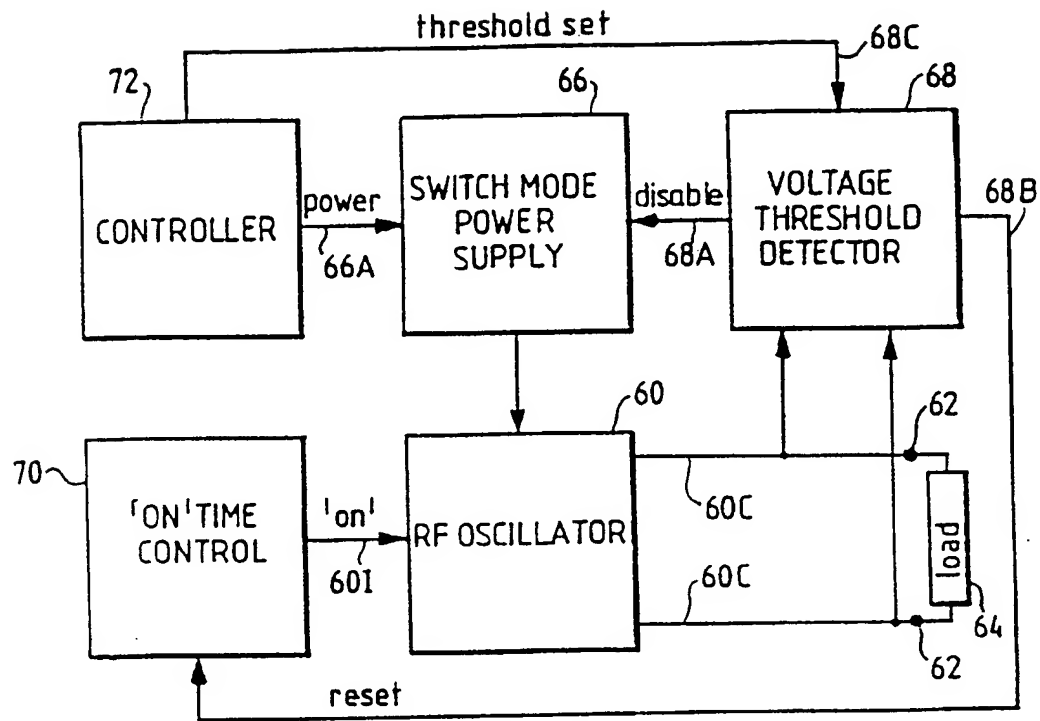 threshold set
68C
72
66
68
CONTROLLER
power
66A
SWITCH MODE
POWER
SUPPLY
disable
68A
VOLTAGE
THRESHOLD
DETECTOR
68B
60
62
70
'ON' TIME
CONTROL
'on'
60I
RF OSCILLATOR
60C
60C
load
64
62
reset